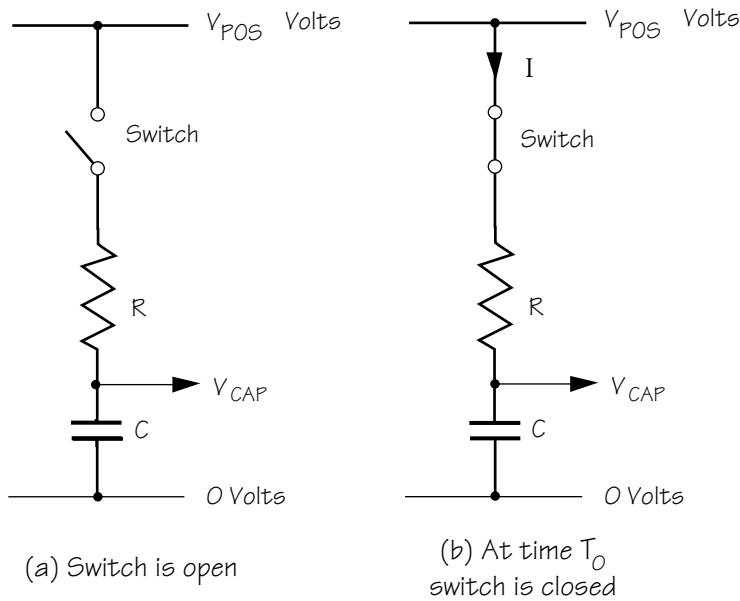 V_POS Volts
Switch
R
V_CAP
C
0 Volts
(a) Switch is open
V_POS Volts
I
Switch
R
V_CAP
C
0 Volts
(b) At time T_0
switch is closed